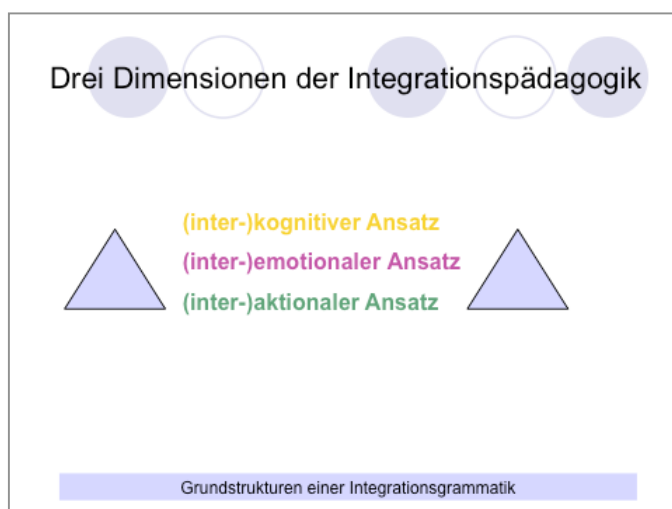 Drei Dimensionen der Integrationspädagogik
(inter-)kognitiver Ansatz
(inter-)emotionaler Ansatz
(inter-)aktionaler Ansatz
Grundstrukturen einer Integrationsgrammatik